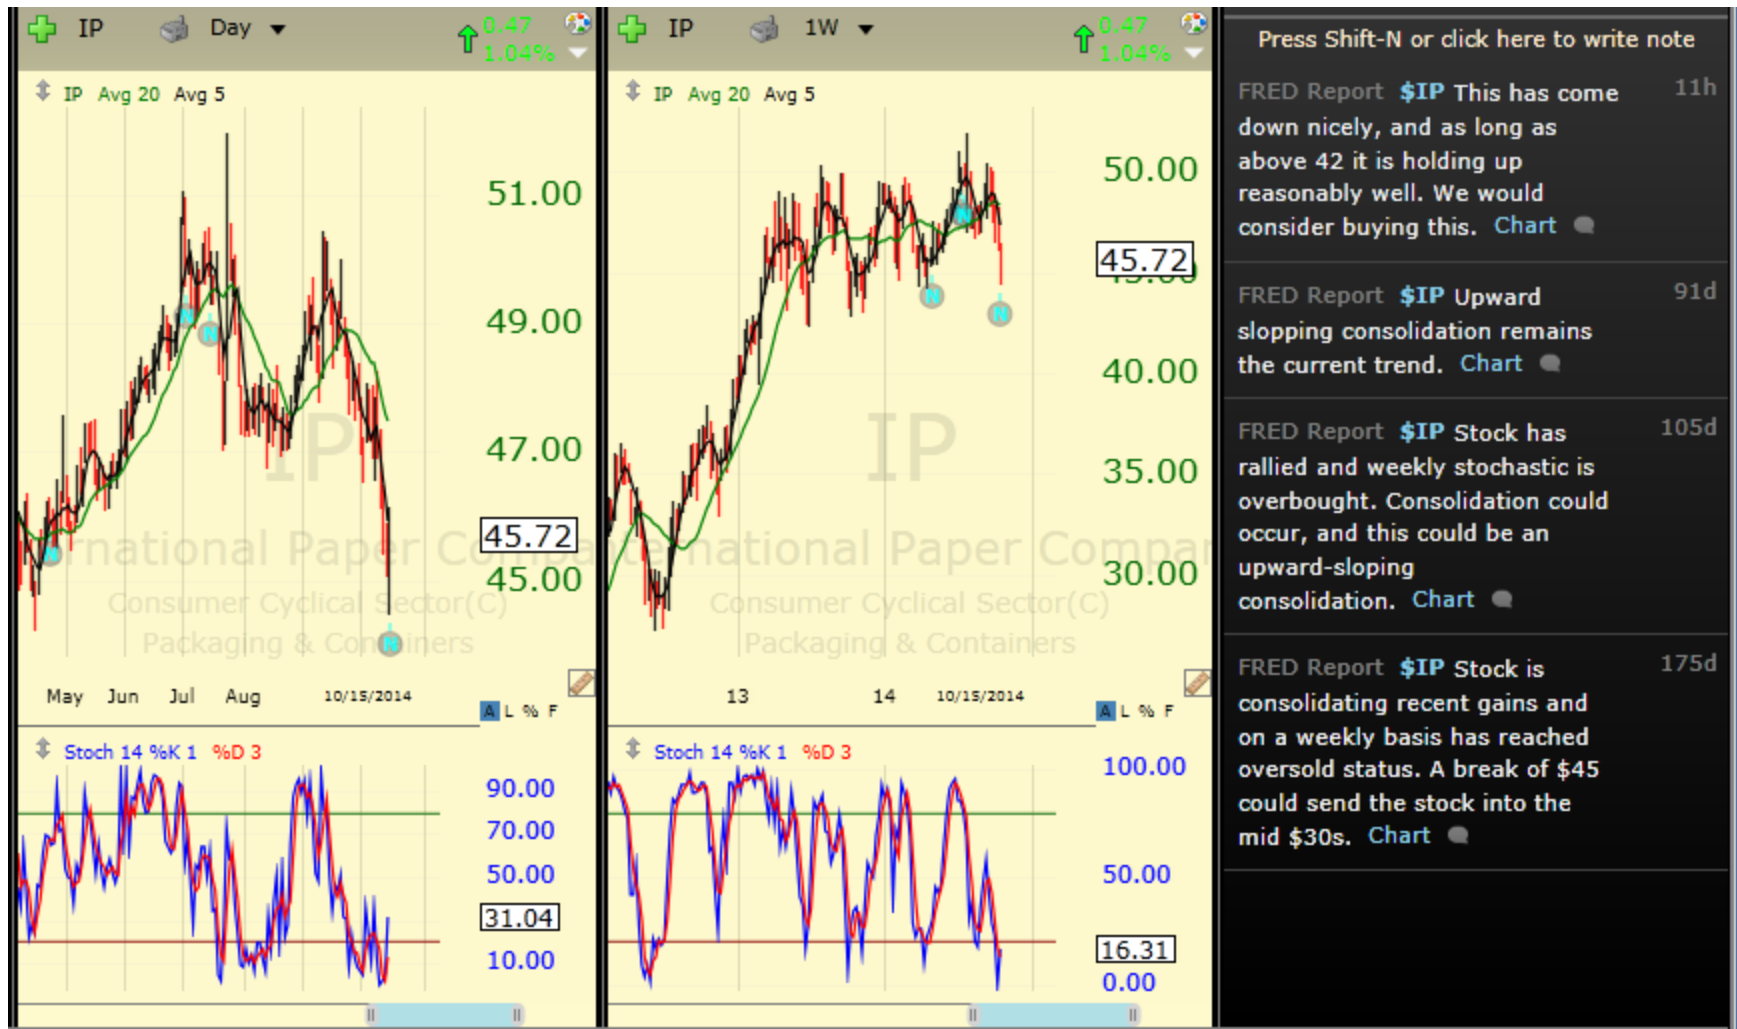 IP Day 0.47
1.04%
IP Avg 20 Avg 5
51.00
49.00
47.00
45.72
45.00
IP
International Paper Company
Consumer Cyclical Sector(C)
Packaging & Containers
N
N
N
N
May Jun Jul Aug 10/15/2014
A L % F
Stoch 14 %K 1 %D 3
90.00
70.00
50.00
31.04
10.00
IP 1W 0.47
1.04%
IP Avg 20 Avg 5
50.00
45.72
45.00
40.00
35.00
30.00
IP
International Paper Company
Consumer Cyclical Sector(C)
Packaging & Containers
N
N
N
13 14 10/15/2014
A L % F
Stoch 14 %K 1 %D 3
100.00
50.00
16.31
0.00
Press Shift-N or click here to write note
FRED Report $IP This has come 11h
down nicely, and as long as
above 42 it is holding up
reasonably well. We would
consider buying this. Chart
FRED Report $IP Upward 91d
slopping consolidation remains
the current trend. Chart
FRED Report $IP Stock has 105d
rallied and weekly stochastic is
overbought. Consolidation could
occur, and this could be an
upward-sloping
consolidation. Chart
FRED Report $IP Stock is 175d
consolidating recent gains and
on a weekly basis has reached
oversold status. A break of $45
could send the stock into the
mid $30s. Chart